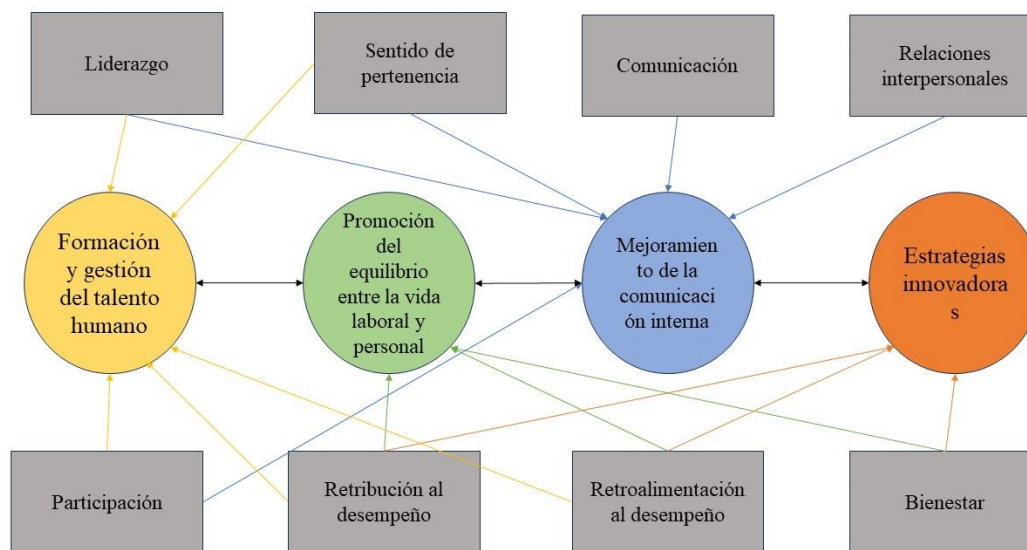 Liderazgo
Sentido de
pertenencia
Comunicación
Relaciones
interpersonales
Formación
y gestión
del talento
humano
Promoción
del
equilibrio
entre la vida
laboral y
personal
Mejoramien
to de la
comunicaci
ón interna
Estrategias
innovadora
s
Participación
Retribución al
desempeño
Retroalimentación
al desempeño
Bienestar